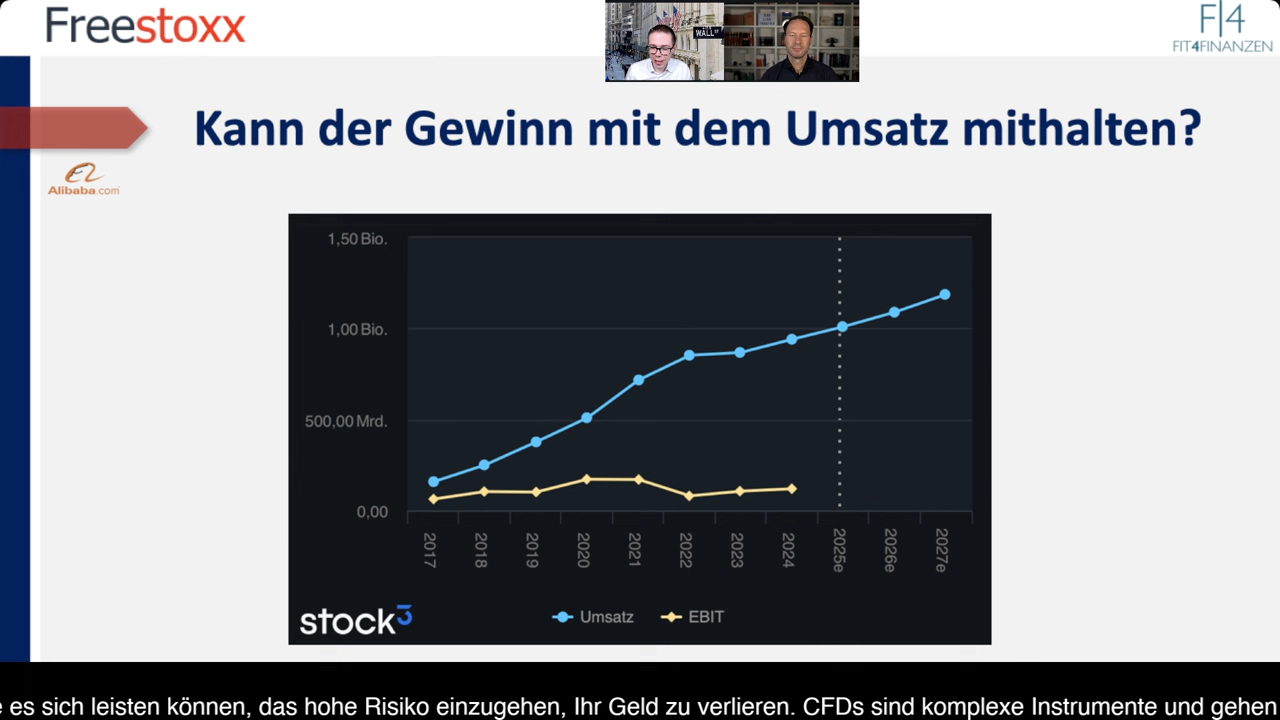 Freestoxx
WALL ST
F|4
FIT4FINANZEN
Kann der Gewinn mit dem Umsatz mithalten?
Alibaba.com
1,50 Bio.
1,00 Bio.
500,00 Mrd.
0,00
2017
2018
2019
2020
2021
2022
2023
2024
2025e
2026e
2027e
Umsatz
EBIT
stock3
e es sich leisten können, das hohe Risiko einzugehen, Ihr Geld zu verlieren. CFDs sind komplexe Instrumente und gehen